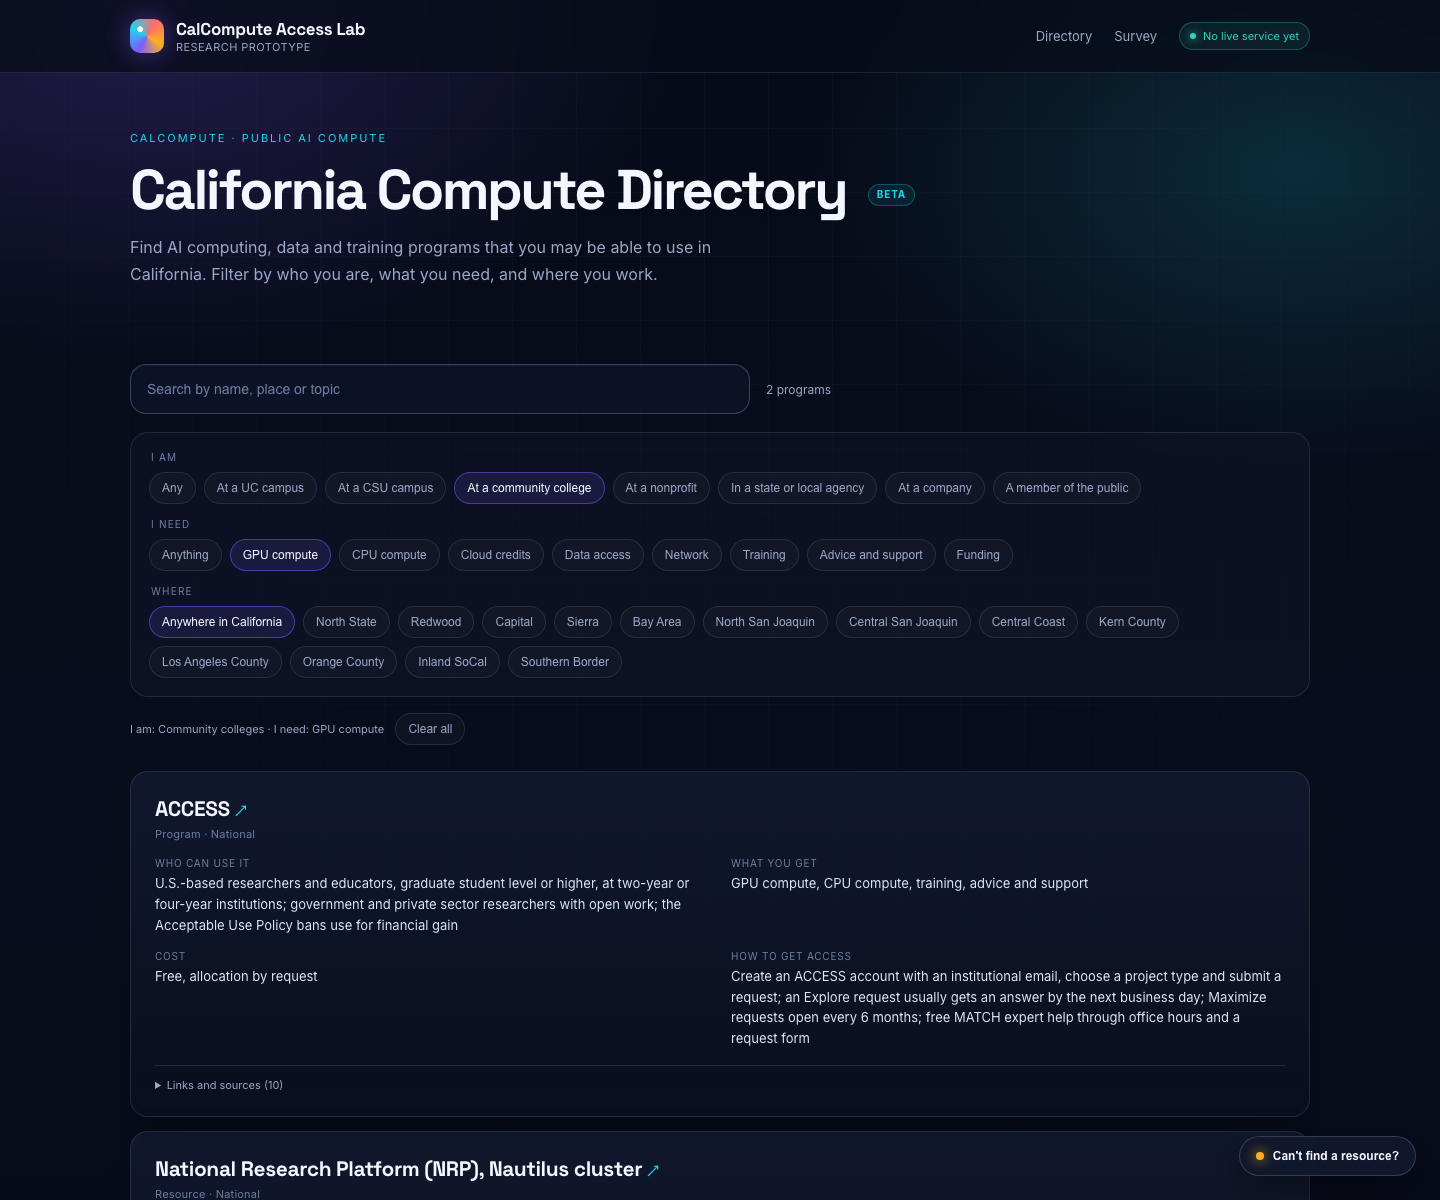 CalCompute Access Lab
RESEARCH PROTOTYPE
Directory
Survey
No live service yet
CALCOMPUTE · PUBLIC AI COMPUTE
California Compute Directory
BETA
Find AI computing, data and training programs that you may be able to use in
California. Filter by who you are, what you need, and where you work.
Search by name, place or topic
2 programs
I AM
Any
At a UC campus
At a CSU campus
At a community college
At a nonprofit
In a state or local agency
At a company
A member of the public
I NEED
Anything
GPU compute
CPU compute
Cloud credits
Data access
Network
Training
Advice and support
Funding
WHERE
Anywhere in California
North State
Redwood
Capital
Sierra
Bay Area
North San Joaquin
Central San Joaquin
Central Coast
Kern County
Los Angeles County
Orange County
Inland SoCal
Southern Border
I am: Community colleges · I need: GPU compute
Clear all
ACCESS ↗
Program · National
WHO CAN USE IT
U.S.-based researchers and educators, graduate student level or higher, at two-year or
four-year institutions; government and private sector researchers with open work; the
Acceptable Use Policy bans use for financial gain
WHAT YOU GET
GPU compute, CPU compute, training, advice and support
COST
Free, allocation by request
HOW TO GET ACCESS
Create an ACCESS account with an institutional email, choose a project type and submit a
request; an Explore request usually gets an answer by the next business day; Maximize
requests open every 6 months; free MATCH expert help through office hours and a
request form
Links and sources (10)
National Research Platform (NRP), Nautilus cluster ↗
Resource · National
Can't find a resource?